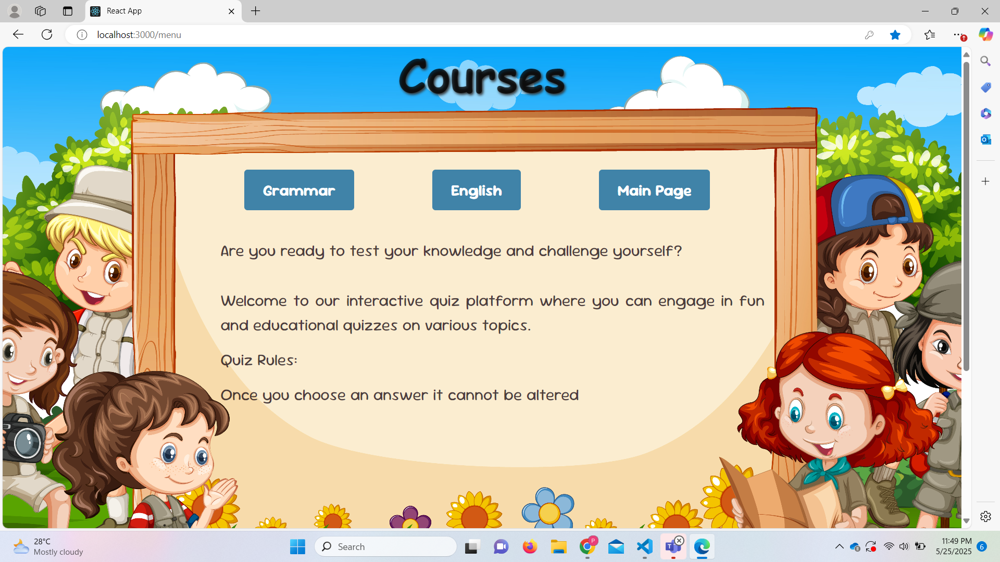 React App
localhost:3000/menu
Courses
Grammar
English
Main Page
Are you ready to test your knowledge and challenge yourself?
Welcome to our interactive quiz platform where you can engage in fun
and educational quizzes on various topics.
Quiz Rules:
Once you choose an answer it cannot be altered
28°C
Mostly cloudy
Search
P
T
11:49 PM
5/25/2025
6